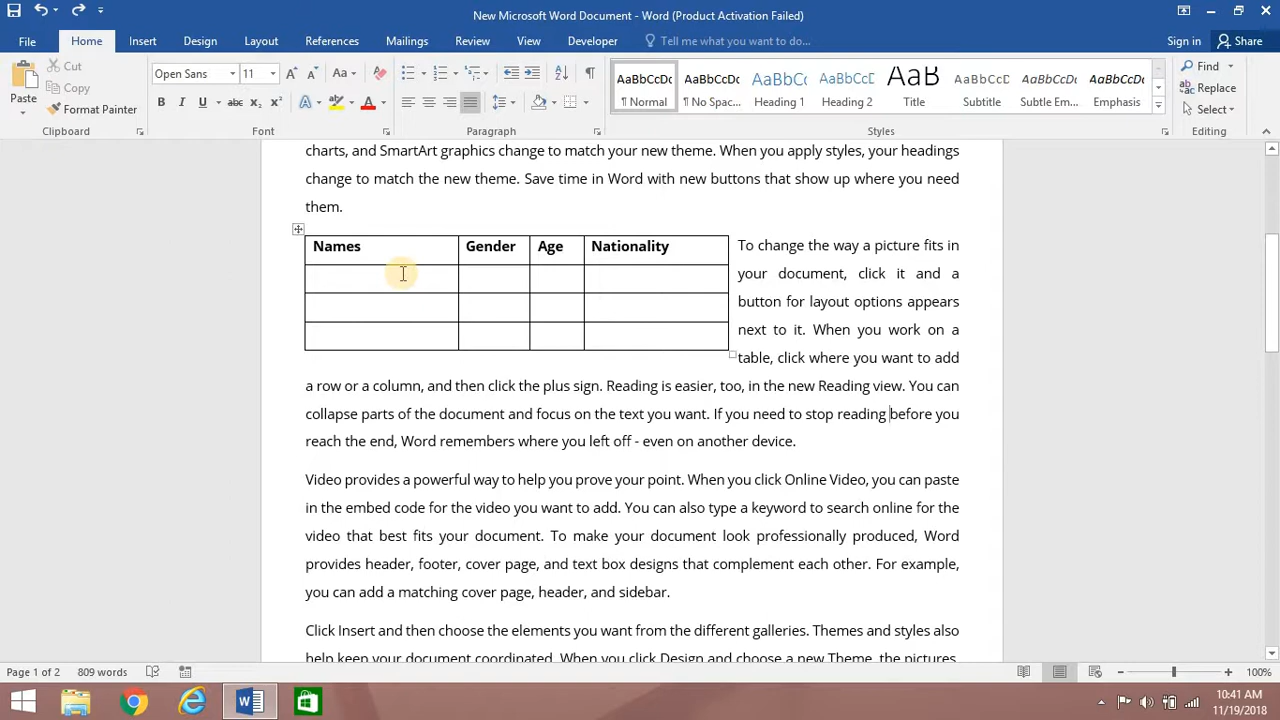 New Microsoft Word Document - Word (Product Activation Failed)
File Home Insert Design Layout References Mailings Review View Developer Tell me what you want to do... Sign in Share
Paste
Cut
Copy
Format Painter
Clipboard
Open Sans 11 Aa
B I U abc X2 X2 A A
Font
Paragraph
AaBbCcDc AaBbCcDc AaBbCc AaBbCcD AaB AaBbCcD AaBbCcDc AaBbCcDc
¶ Normal ¶ No Spac... Heading 1 Heading 2 Title Subtitle Subtle Em... Emphasis
Styles
Find
Replace
Select
Editing
charts, and SmartArt graphics change to match your new theme. When you apply styles, your headings
change to match the new theme. Save time in Word with new buttons that show up where you need
them.
Names Gender Age Nationality
To change the way a picture fits in
your document, click it and a
button for layout options appears
next to it. When you work on a
table, click where you want to add
a row or a column, and then click the plus sign. Reading is easier, too, in the new Reading view. You can
collapse parts of the document and focus on the text you want. If you need to stop reading before you
reach the end, Word remembers where you left off - even on another device.
Video provides a powerful way to help you prove your point. When you click Online Video, you can paste
in the embed code for the video you want to add. You can also type a keyword to search online for the
video that best fits your document. To make your document look professionally produced, Word
provides header, footer, cover page, and text box designs that complement each other. For example,
you can add a matching cover page, header, and sidebar.
Click Insert and then choose the elements you want from the different galleries. Themes and styles also
help keep your document coordinated. When you click Design and choose a new Theme, the pictures,
Page 1 of 2 809 words 100%
10:41 AM
11/19/2018